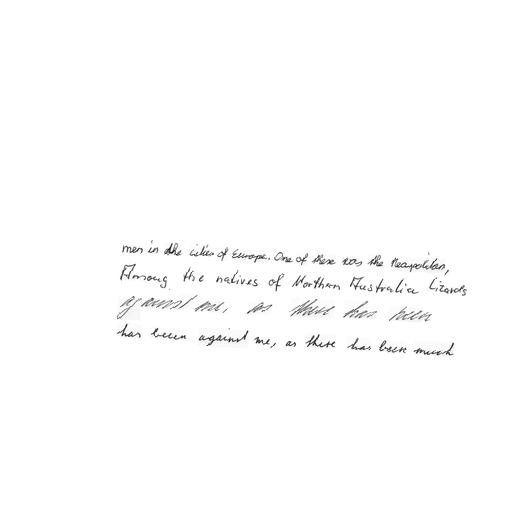 men in the cities of Europe. One of these was the Neapolitan,
Among the natives of Northern Australia Lizards
against me, as there has been
has been against me, as there has been much